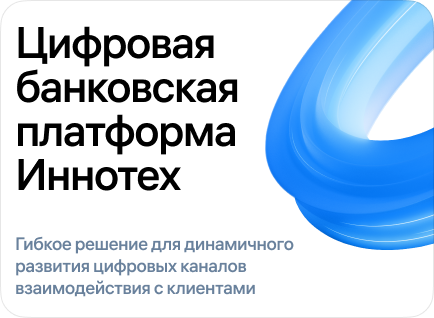 Цифровая
банковская
платформа
Иннотех
Гибкое решение для динамичного
развития цифровых каналов
взаимодействия с клиентами